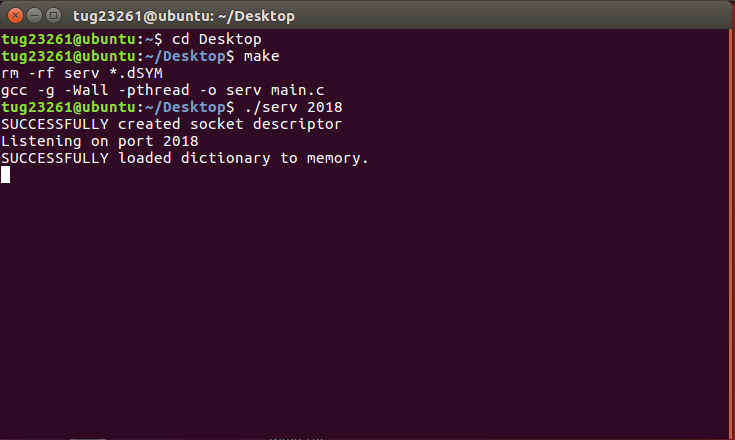 tug23261@ubuntu: ~/Desktop
tug23261@ubuntu:~$ cd Desktop
tug23261@ubuntu:~/Desktop$ make
rm -rf serv *.dSYM
gcc -g -Wall -pthread -o serv main.c
tug23261@ubuntu:~/Desktop$ ./serv 2018
SUCCESSFULLY created socket descriptor
Listening on port 2018
SUCCESSFULLY loaded dictionary to memory.